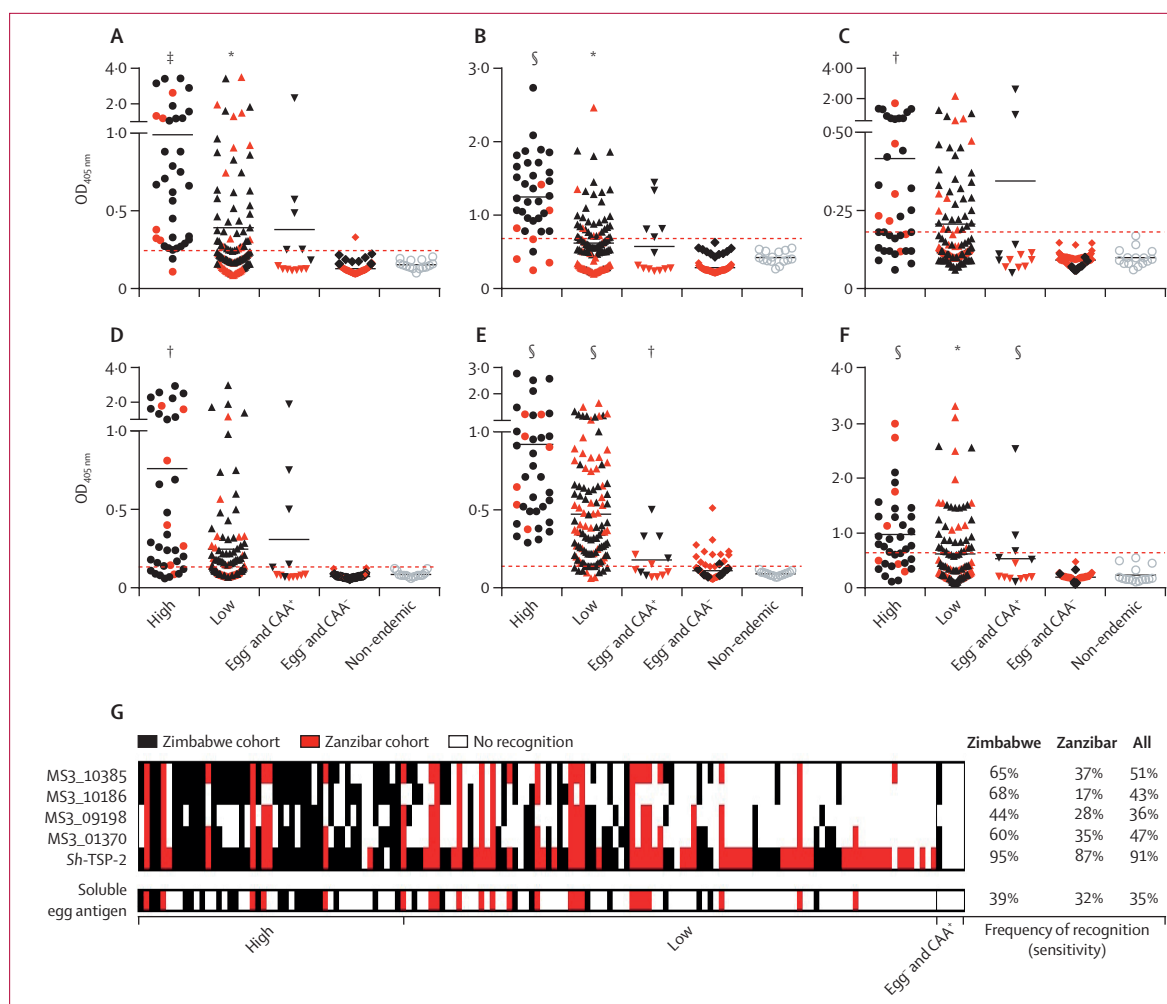 A
B
C
‡
*
§
*
†
4·0
2·0
1·0
0·5
0
3·0
2·0
1·0
0
4·00
2·00
0·50
0·25
0
OD405 nm
D
E
F
†
§
§
†
§
*
§
4·0
2·0
1·0
0·5
0
3·0
2·0
1·0
0·5
0
4·0
3·0
2·0
1·0
0
OD405 nm
High
Low
Egg⁻ and CAA⁺
Egg⁻ and CAA⁻
Non-endemic
High
Low
Egg⁻ and CAA⁺
Egg⁻ and CAA⁻
Non-endemic
High
Low
Egg⁻ and CAA⁺
Egg⁻ and CAA⁻
Non-endemic
G
Zimbabwe cohort Zanzibar cohort No recognition
Zimbabwe Zanzibar All
MS3_10385 65% 37% 51%
MS3_10186 68% 17% 43%
MS3_09198 44% 28% 36%
MS3_01370 60% 35% 47%
Sh-TSP-2 95% 87% 91%
Soluble
egg antigen 39% 32% 35%
High
Low
Egg⁻ and CAA⁺
Frequency of recognition
(sensitivity)